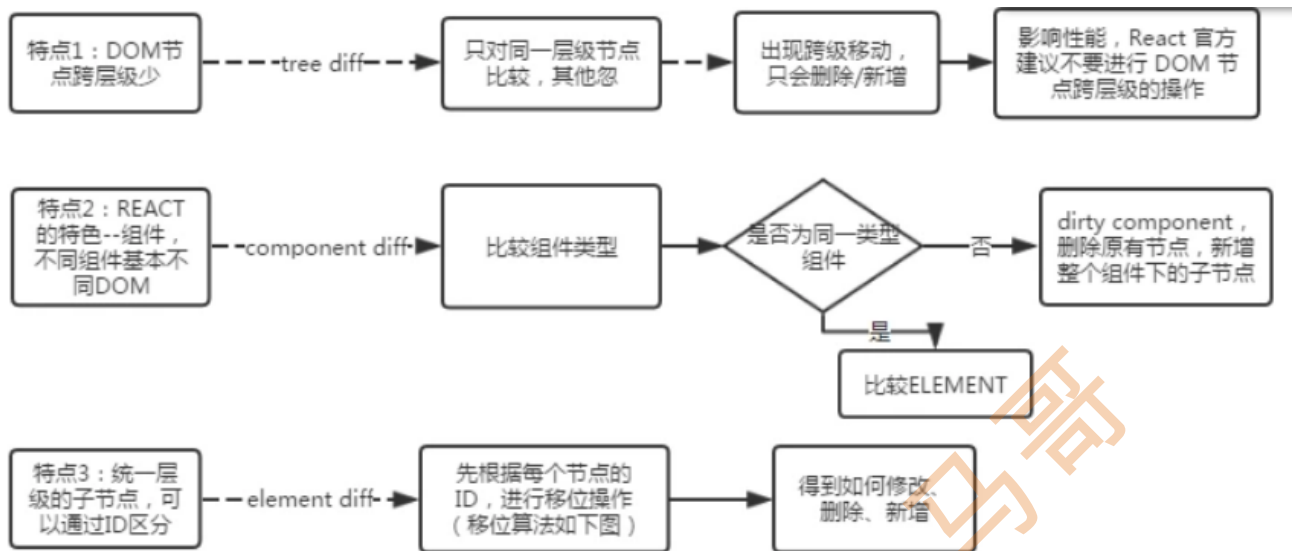 特点1：DOM节
点跨层级少
tree diff
只对同一层级节点
比较，其他忽
出现跨级移动，
只会删除/新增
影响性能，React 官方
建议不要进行 DOM 节
点跨层级的操作
特点2：REACT
的特色--组件，
不同组件基本不
同DOM
component diff
比较组件类型
是否为同一类型
组件
否
dirty component，
删除原有节点，新增
整个组件下的子节点
是
比较ELEMENT
特点3：统一层
级的子节点，可
以通过ID区分
element diff
先根据每个节点的
ID，进行移位操作
（移位算法如下图）
得到如何修改、
删除、新增
马哥